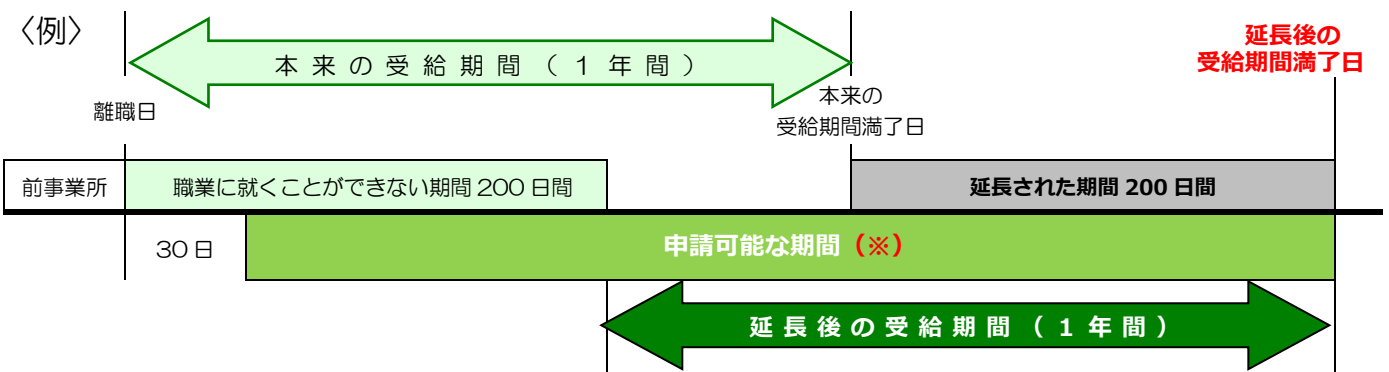 〈例〉
本来の受給期間（１年間）
延長後の
受給期間満了日
離職日
本来の
受給期間満了日
前事業所
職業に就くことができない期間 200 日間
延長された期間 200 日間
30 日
申請可能な期間（※）
延長後の受給期間（１年間）